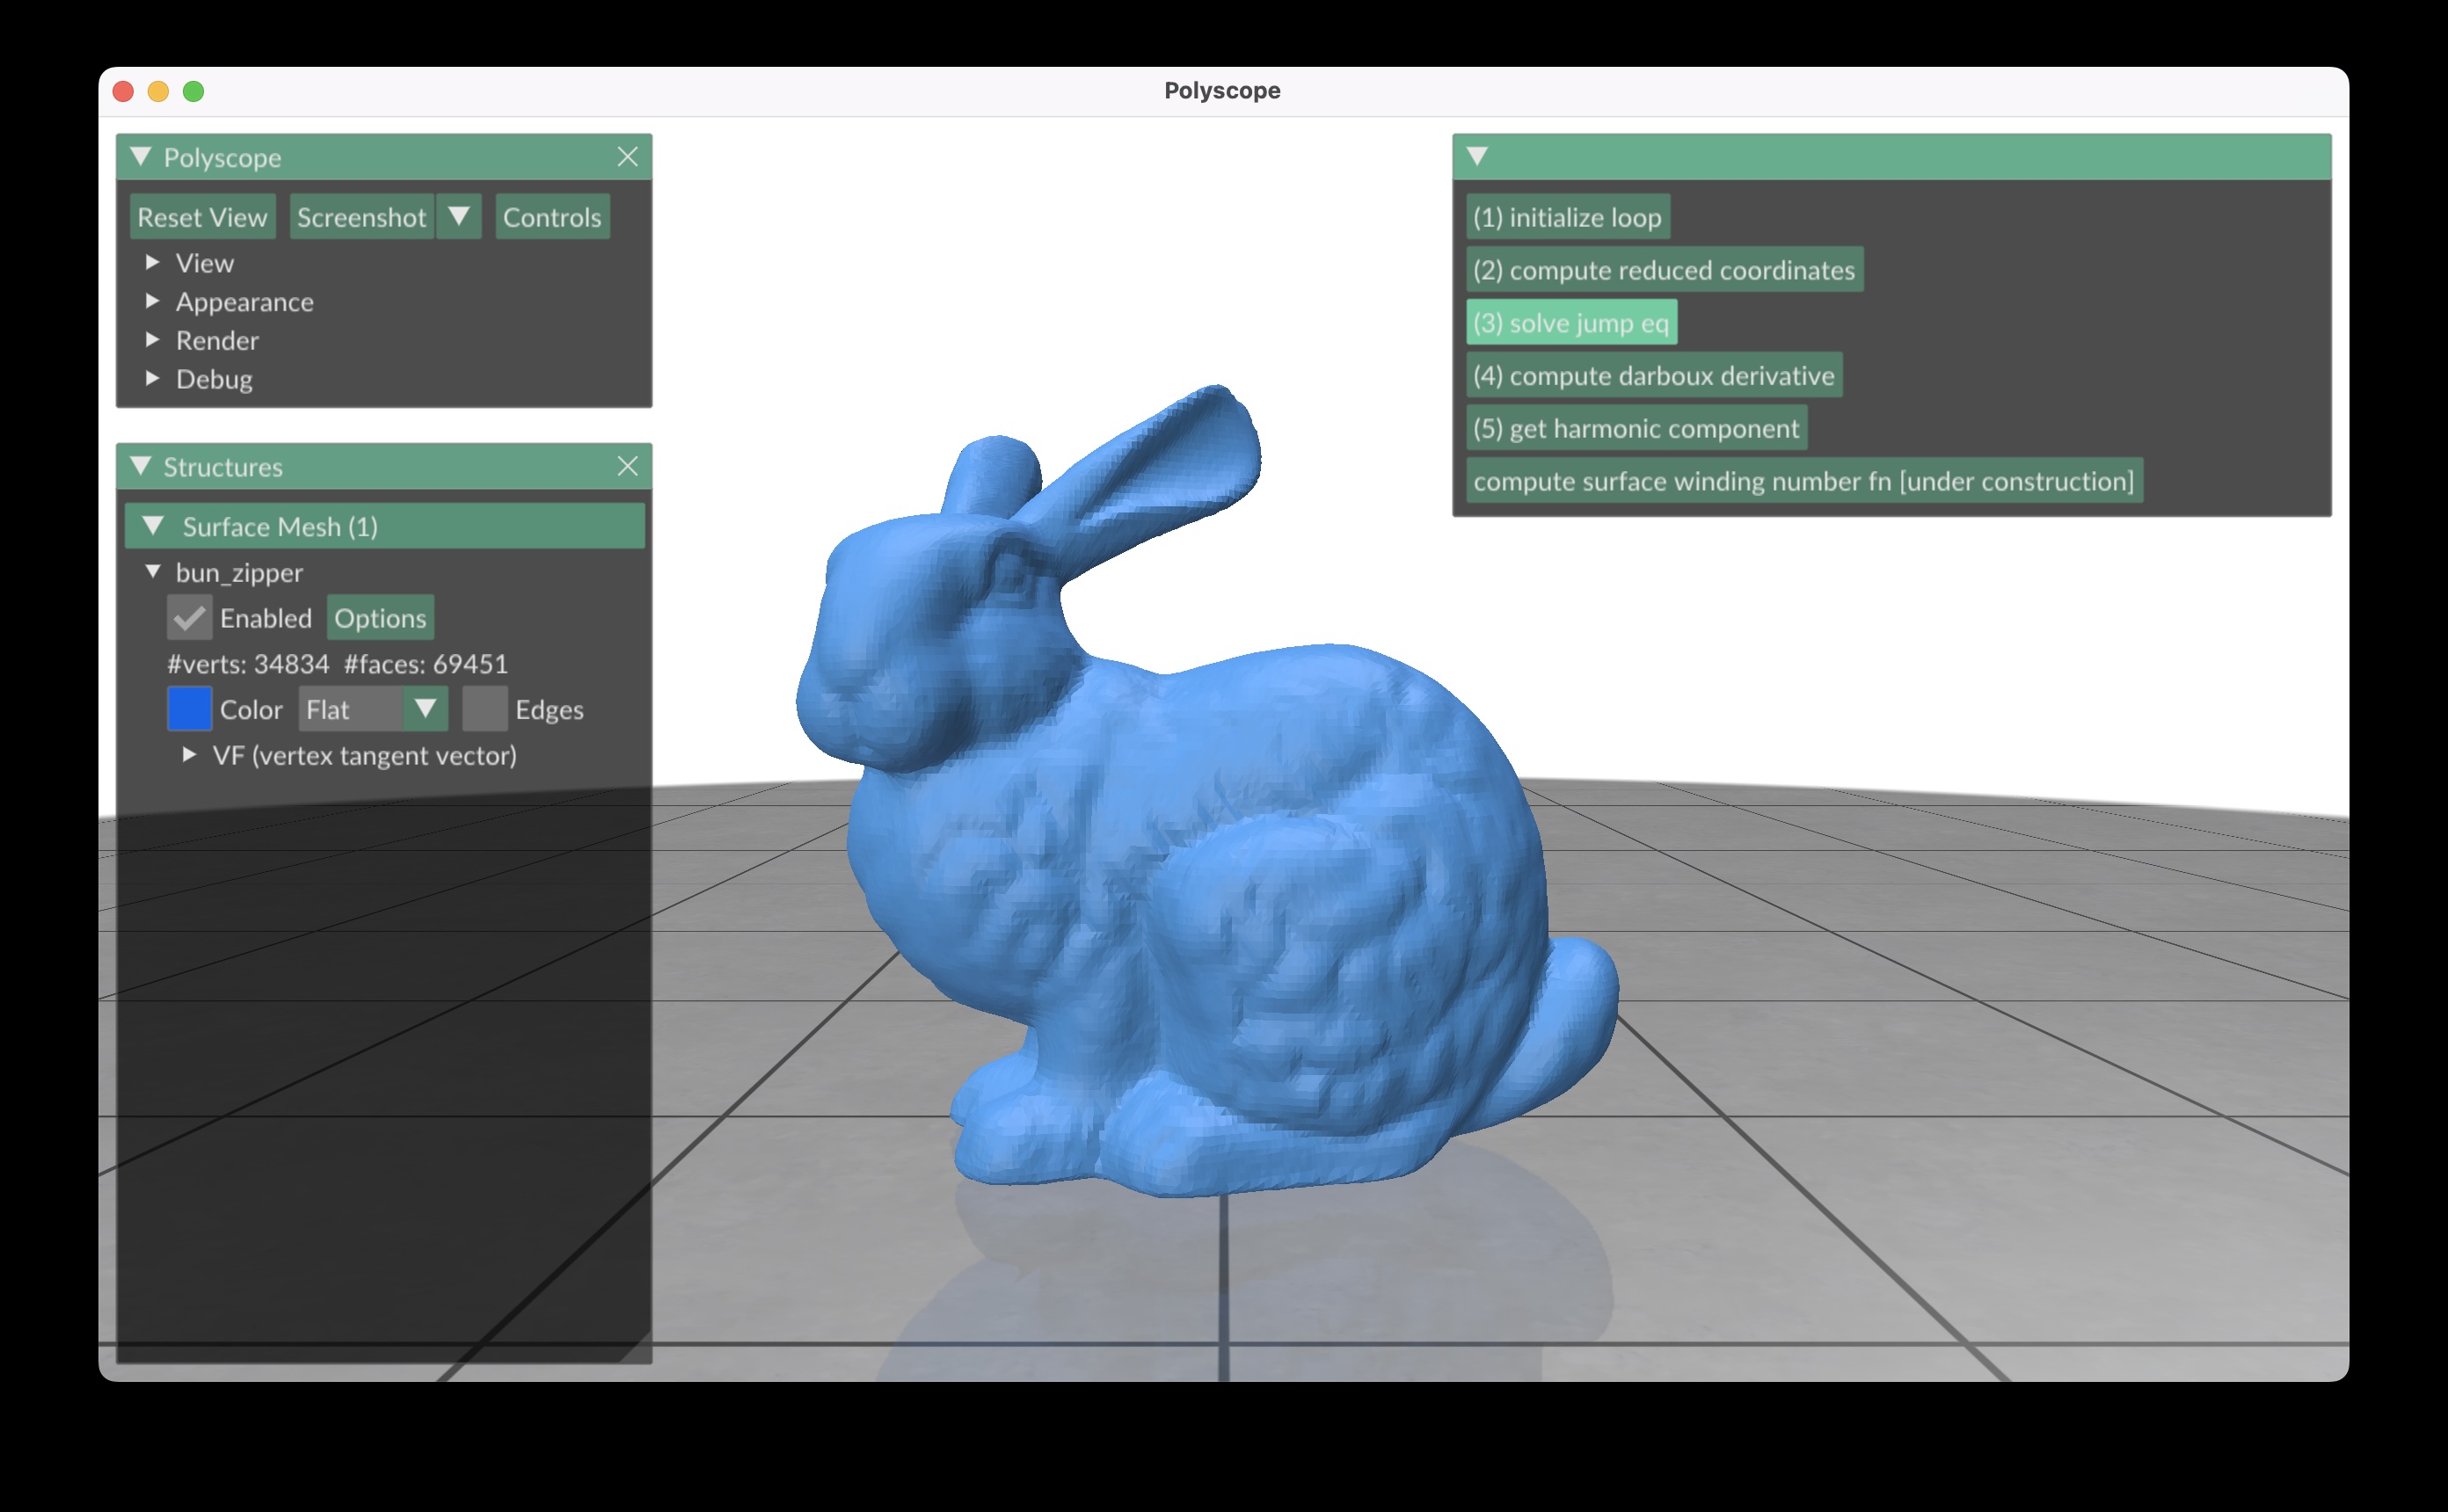 Polyscope
Polyscope
Reset View Screenshot Controls
View
Appearance
Render
Debug
Structures
Surface Mesh (1)
bun_zipper
Enabled Options
#verts: 34834 #faces: 69451
Color Flat Edges
VF (vertex tangent vector)
(1) initialize loop
(2) compute reduced coordinates
(3) solve jump eq
(4) compute darboux derivative
(5) get harmonic component
compute surface winding number fn [under construction]